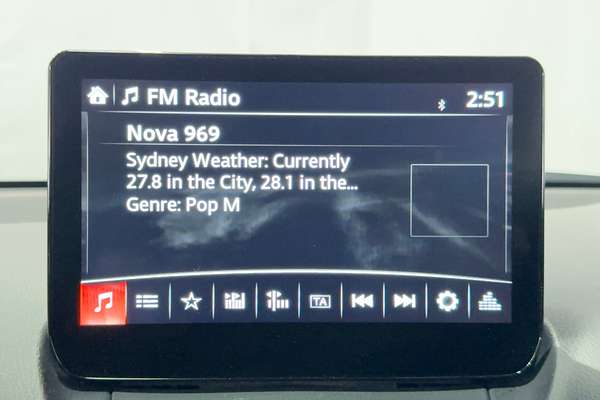 FM Radio
2:51
Nova 969
Sydney Weather: Currently
27.8 in the City, 28.1 in the...
Genre: Pop M
TA